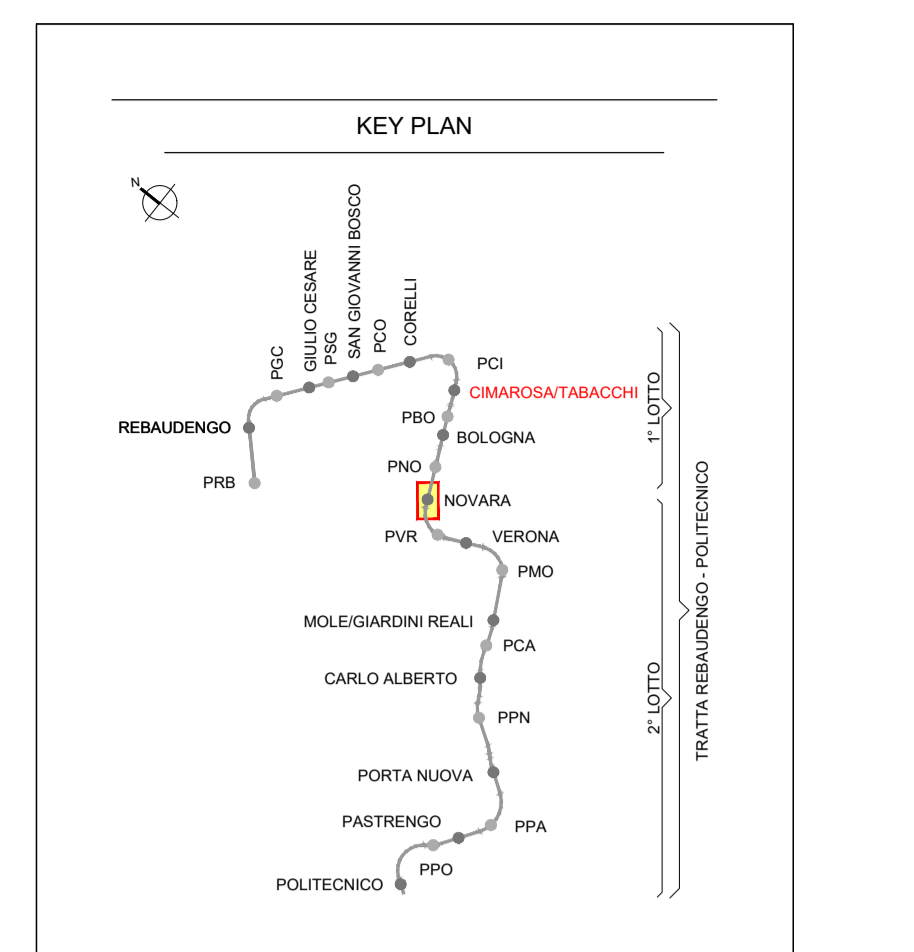 KEY PLAN
N
PGC
GIULIO CESARE
PSG
SAN GIOVANNI BOSCO
PCO
CORELLI
PCI
CIMAROSA/TABACCHI
PBO
REBAUDENGO
BOLOGNA
PNO
PRB
NOVARA
PVR
VERONA
PMO
MOLE/GIARDINI REALI
PCA
CARLO ALBERTO
PPN
PORTA NUOVA
PASTRENGO
PPA
PPO
POLITECNICO
1° LOTTO
2° LOTTO
TRATTA REBAUDENGO - POLITECNICO